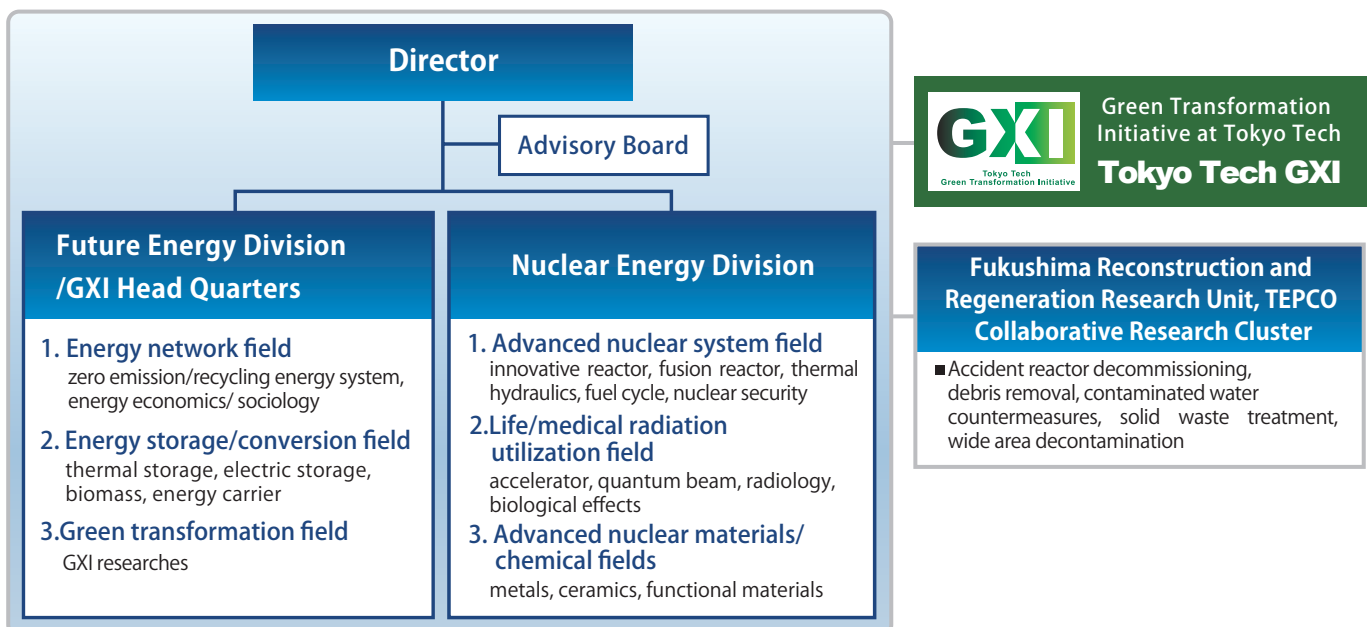 Director
Advisory Board
Future Energy Division
/GXI Head Quarters
1. Energy network field
zero emission/recycling energy system,
energy economics/ sociology
2. Energy storage/conversion field
thermal storage, electric storage,
biomass, energy carrier
3.Green transformation field
GXI researches
Nuclear Energy Division
1. Advanced nuclear system field
innovative reactor, fusion reactor, thermal
hydraulics, fuel cycle, nuclear security
2.Life/medical radiation
utilization field
accelerator, quantum beam, radiology,
biological effects
3. Advanced nuclear materials/
chemical fields
metals, ceramics, functional materials
GXI
Tokyo Tech
Green Transformation Initiative
Green Transformation
Initiative at Tokyo Tech
Tokyo Tech GXI
Fukushima Reconstruction and
Regeneration Research Unit, TEPCO
Collaborative Research Cluster
■Accident reactor decommissioning,
debris removal, contaminated water
countermeasures, solid waste treatment,
wide area decontamination